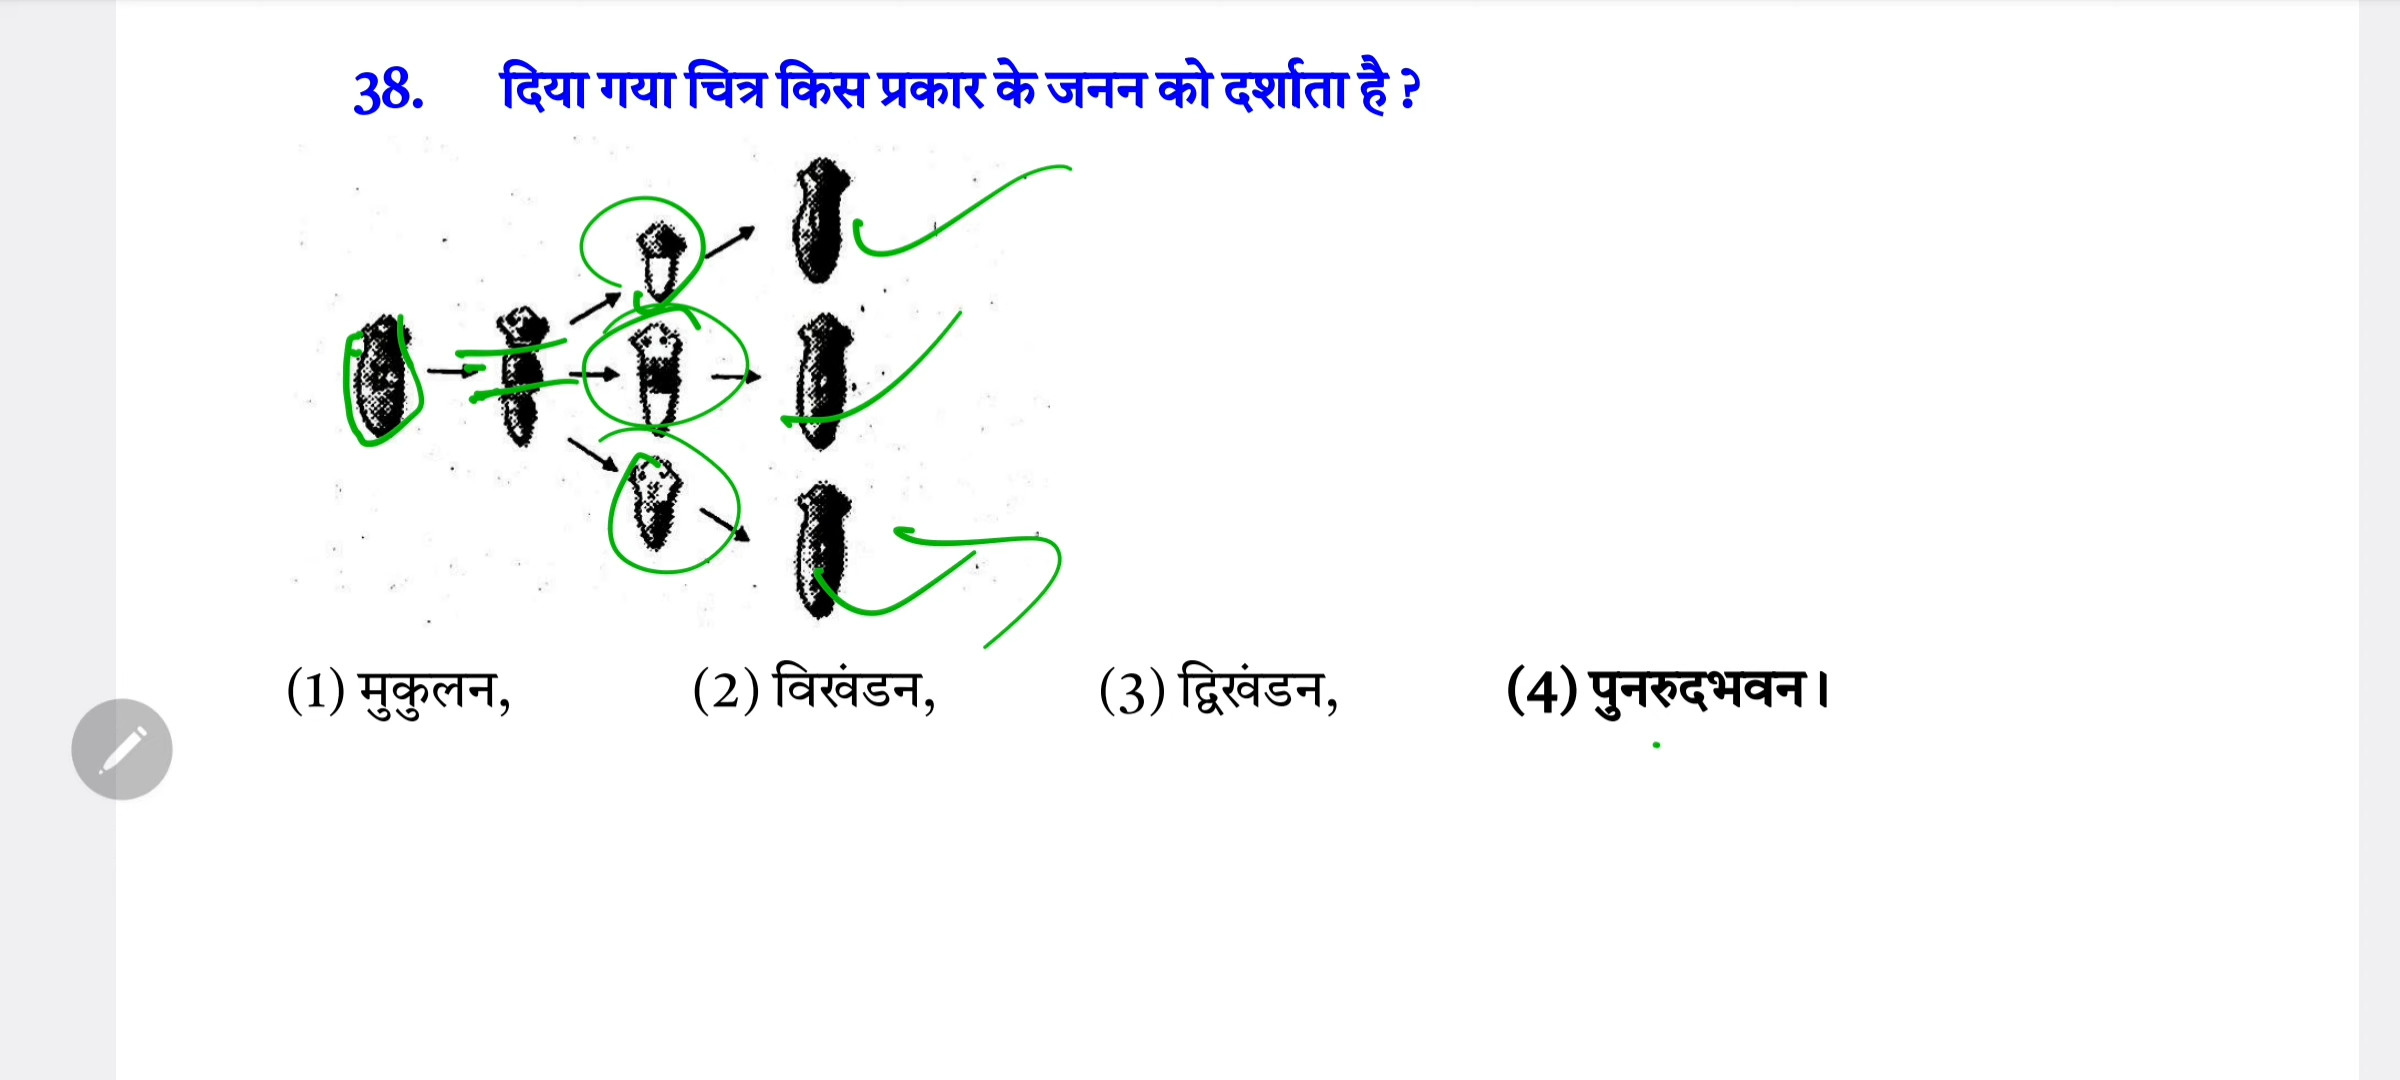 38. दिया गया चित्र किस प्रकार के जनन को दर्शाता है ?
(1) मुकुलन, (2) विखंडन, (3) द्विखंडन, (4) पुनरुदभवन।